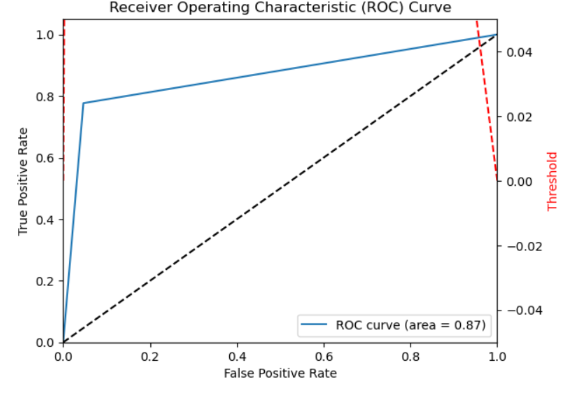 Receiver Operating Characteristic (ROC) Curve
1.0
0.8
0.6
0.4
0.2
0.0
True Positive Rate
0.04
0.02
0.00
−0.02
−0.04
Threshold
ROC curve (area = 0.87)
0.0 0.2 0.4 0.6 0.8 1.0
False Positive Rate